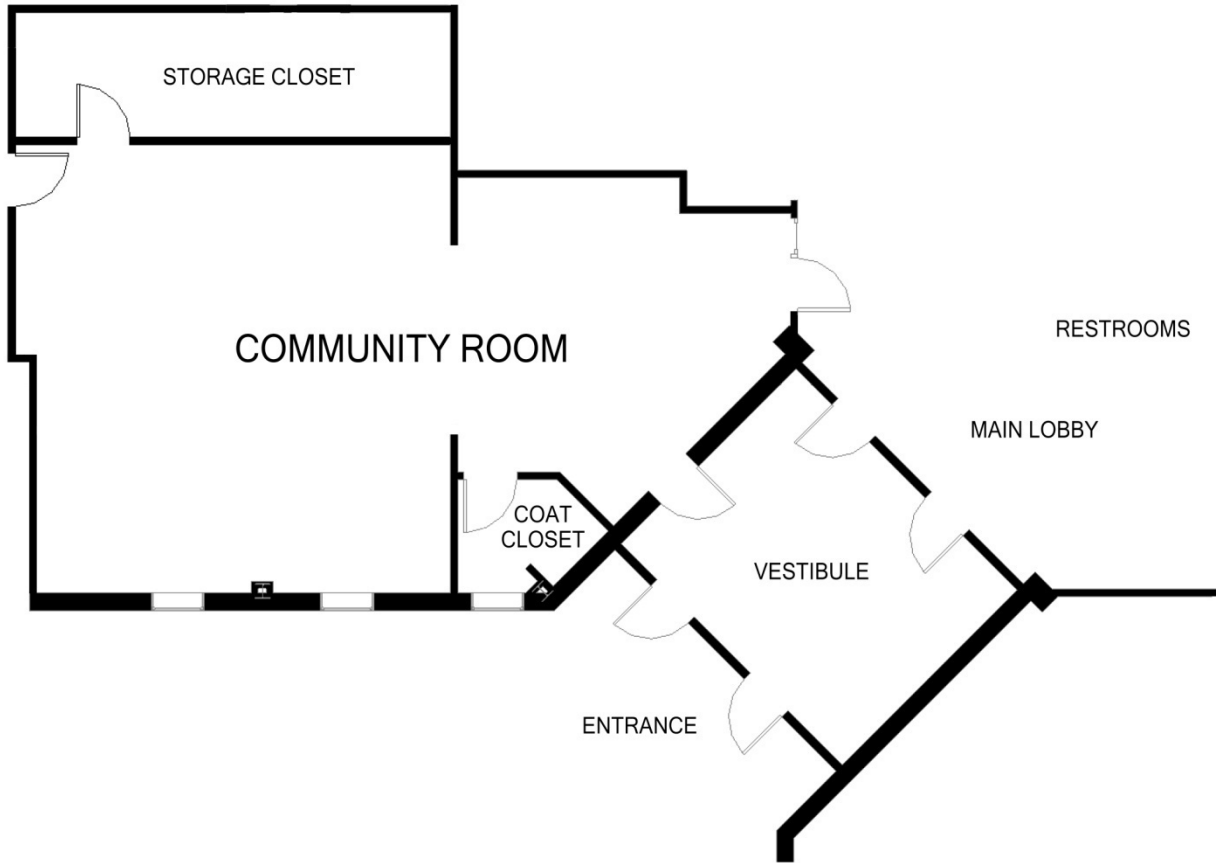 STORAGE CLOSET
COMMUNITY ROOM
RESTROOMS
MAIN LOBBY
COAT
CLOSET
VESTIBULE
ENTRANCE